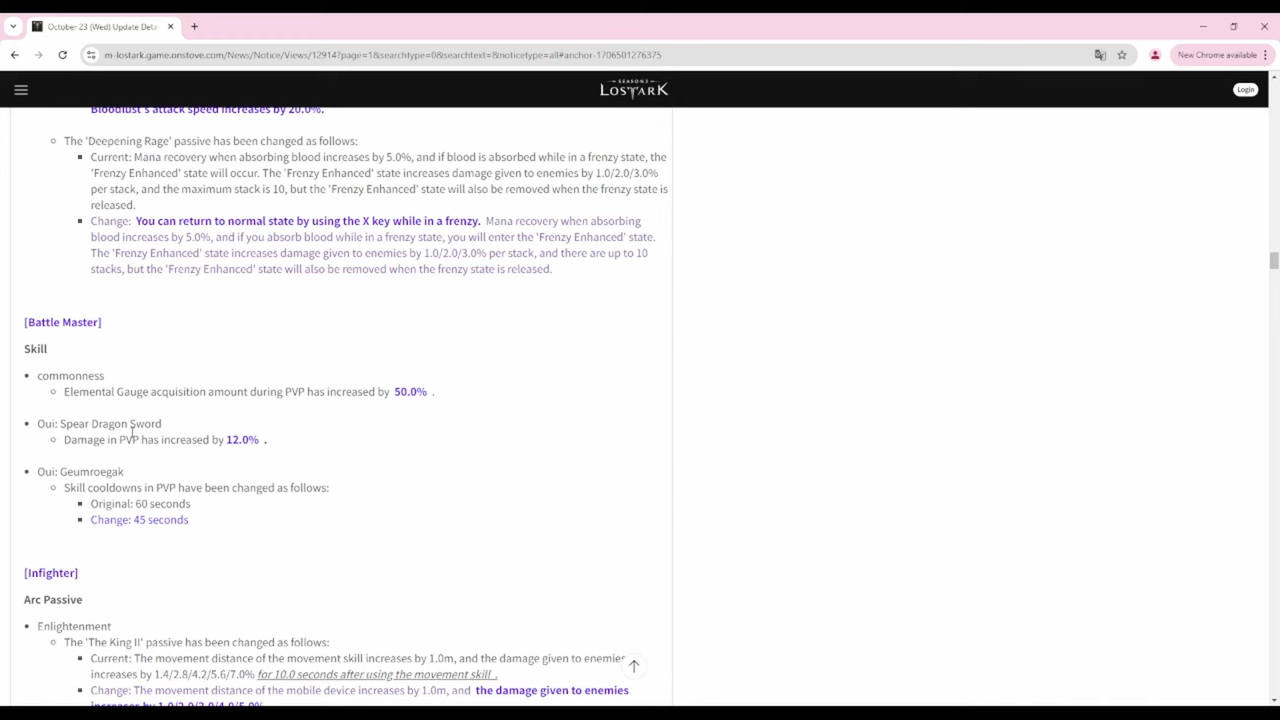 October 23 (Wed) Update Deta
m-lostark.game.onstove.com/News/Notice/Views/12914?page=1&searchtype=0&searchtext=&noticetype=all#anchor-1706501276375
New Chrome available
SEASON3
LOSTARK
Login
Bloodlust's attack speed increases by 20.0%.
The 'Deepening Rage' passive has been changed as follows:
Current: Mana recovery when absorbing blood increases by 5.0%, and if blood is absorbed while in a frenzy state, the
'Frenzy Enhanced' state will occur. The 'Frenzy Enhanced' state increases damage given to enemies by 1.0/2.0/3.0%
per stack, and the maximum stack is 10, but the 'Frenzy Enhanced' state will also be removed when the frenzy state is
released.
Change: You can return to normal state by using the X key while in a frenzy. Mana recovery when absorbing
blood increases by 5.0%, and if you absorb blood while in a frenzy state, you will enter the 'Frenzy Enhanced' state.
The 'Frenzy Enhanced' state increases damage given to enemies by 1.0/2.0/3.0% per stack, and there are up to 10
stacks, but the 'Frenzy Enhanced' state will also be removed when the frenzy state is released.
[Battle Master]
Skill
commonness
Elemental Gauge acquisition amount during PVP has increased by 50.0% .
Oui: Spear Dragon Sword
Damage in PVP has increased by 12.0% .
Oui: Geumroegak
Skill cooldowns in PVP have been changed as follows:
Original: 60 seconds
Change: 45 seconds
[Infighter]
Arc Passive
Enlightenment
The 'The King II' passive has been changed as follows:
Current: The movement distance of the movement skill increases by 1.0m, and the damage given to enemies
increases by 1.4/2.8/4.2/5.6/7.0% for 10.0 seconds after using the movement skill .
Change: The movement distance of the mobile device increases by 1.0m, and the damage given to enemies
increases by 1.0/2.0/3.0/4.0/5.0%